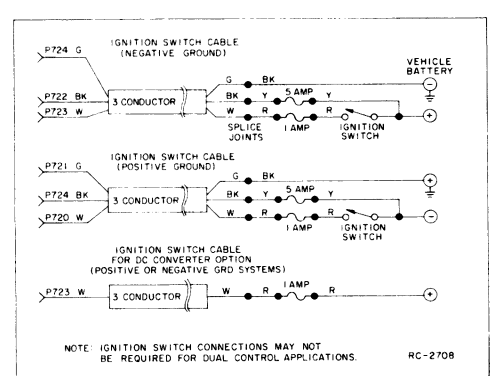 IGNITION SWITCH CABLE
(NEGATIVE GROUND)
VEHICLE
BATTERY
P724 G
G BK
P722 BK
3 CONDUCTOR
BK Y 5 AMP Y
P723 W
W R 1 AMP R
SPLICE
JOINTS
IGNITION
SWITCH
IGNITION SWITCH CABLE
(POSITIVE GROUND)
P721 G
G BK
P724 BK
3 CONDUCTOR
BK Y 5 AMP Y
P720 W
W R 1 AMP R
IGNITION
SWITCH
IGNITION SWITCH CABLE
FOR DC CONVERTER OPTION
(POSITIVE OR NEGATIVE GRD SYSTEMS)
P723 W
3 CONDUCTOR
W R 1 AMP R
NOTE: IGNITION SWITCH CONNECTIONS MAY NOT
BE REQUIRED FOR DUAL CONTROL APPLICATIONS.
RC-2708